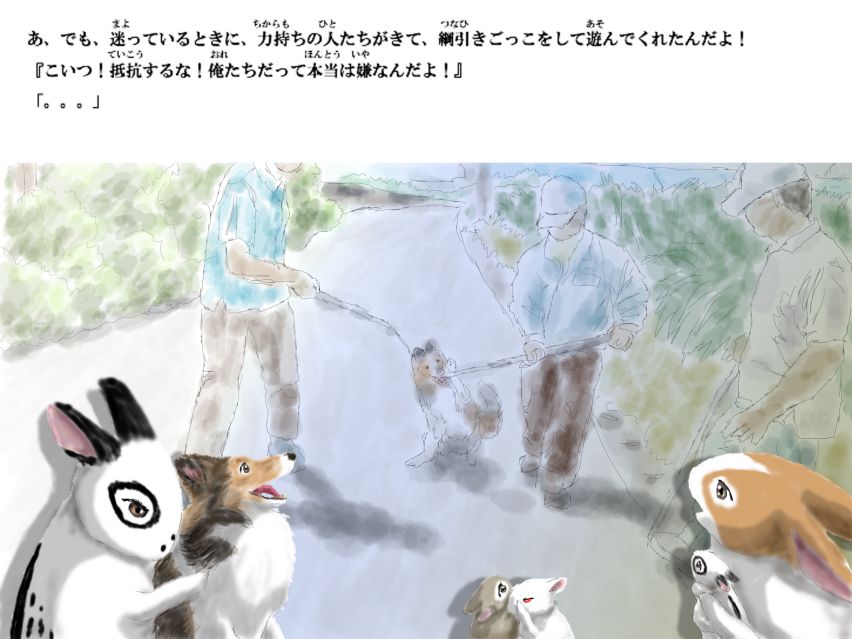 あ、でも、迷っているときに、力持ちの人たちがきて、綱引きごっこをして遊んでくれたんだよ！
『こいつ！抵抗するな！俺たちだって本当は嫌なんだよ！』
「。。。」